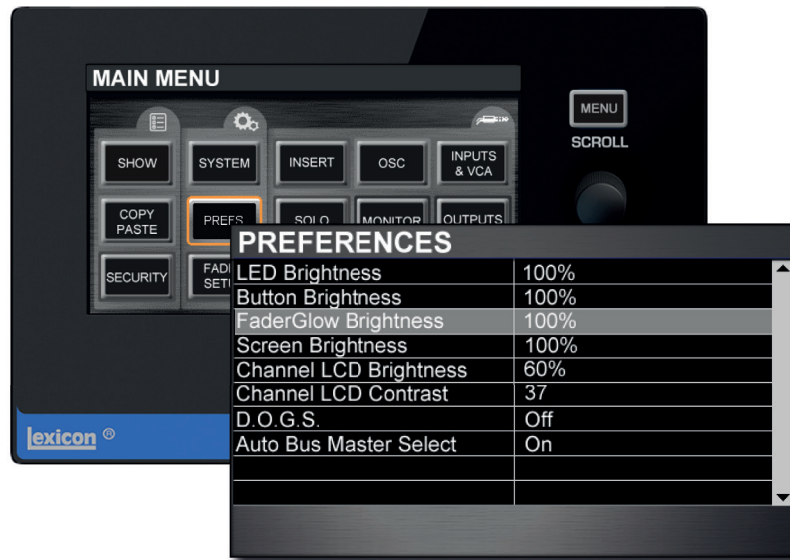 MAIN MENU
MENU
SCROLL
SHOW
SYSTEM
INSERT
OSC
INPUTS
& VCA
COPY
PASTE
PREFS
SOLO
MONITOR
OUTPUTS
SECURITY
PREFERENCES
LED Brightness 100%
Button Brightness 100%
FaderGlow Brightness 100%
Screen Brightness 100%
Channel LCD Brightness 60%
Channel LCD Contrast 37
D.O.G.S. Off
Auto Bus Master Select On
lexicon ®